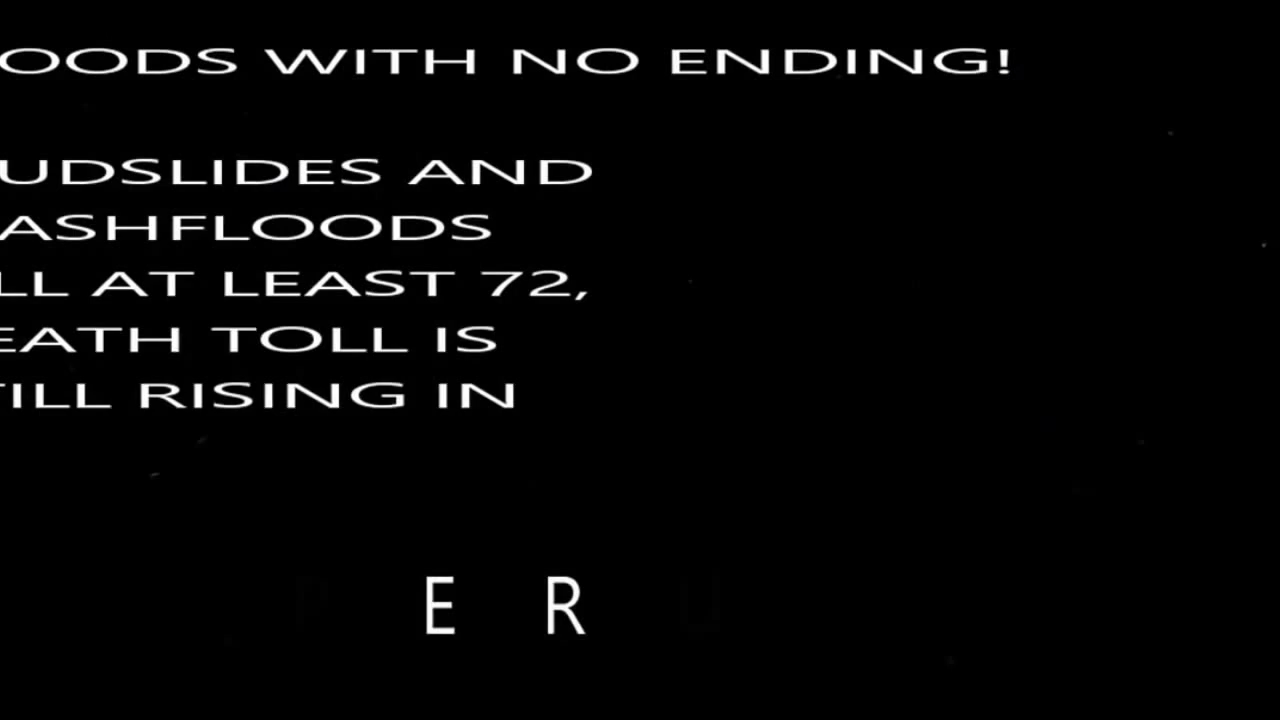 OODS WITH NO ENDING!
UDSLIDES AND
ASHFLOODS
LL AT LEAST 72,
EATH TOLL IS
TILL RISING IN
P E R U